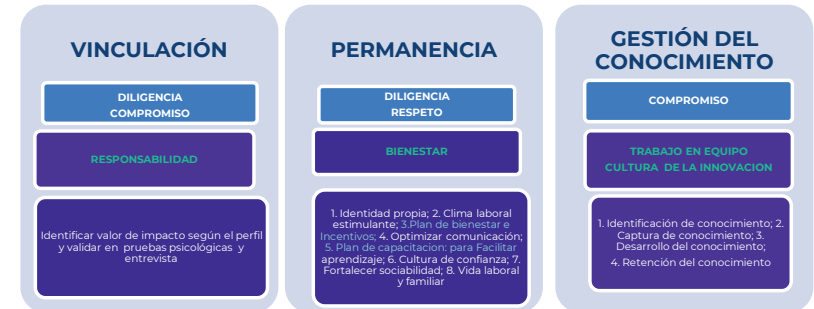 VINCULACIÓN
DILIGENCIA
COMPROMISO
RESPONSABILIDAD
Identificar valor de impacto según el perfil
y validar en pruebas psicológicas y
entrevista
PERMANENCIA
DILIGENCIA
RESPETO
BIENESTAR
1. Identidad propia; 2. Clima laboral
estimulante; 3.Plan de bienestar e
Incentivos; 4. Optimizar comunicación;
5. Plan de capacitacion: para Facilitar
aprendizaje; 6. Cultura de confianza; 7.
Fortalecer sociabilidad; 8. Vida laboral
y familiar
GESTIÓN DEL
CONOCIMIENTO
COMPROMISO
TRABAJO EN EQUIPO
CULTURA DE LA INNOVACION
1. Identificación de conocimiento; 2.
Captura de conocimiento; 3.
Desarrollo del conocimiento;
4. Retención del conocimiento